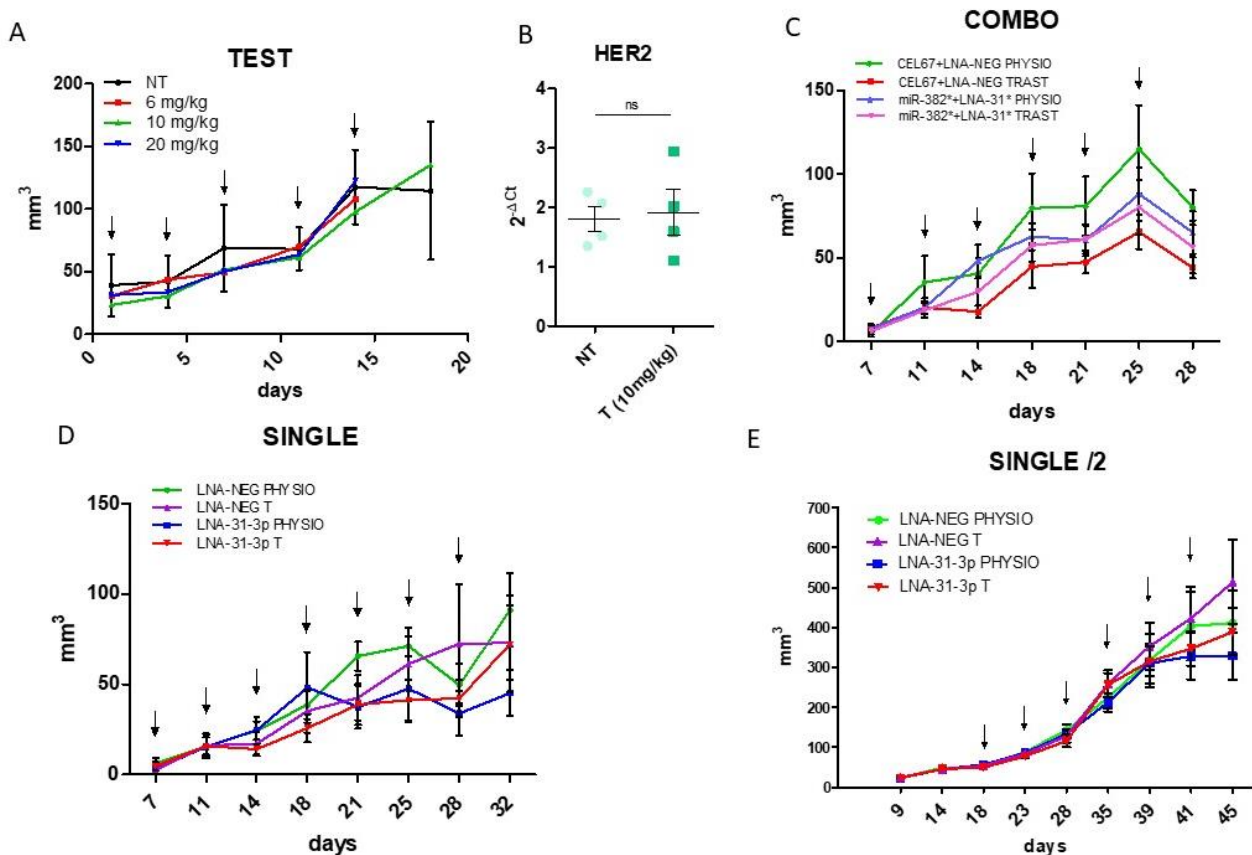 A
TEST
NT
6 mg/kg
10 mg/kg
20 mg/kg
200
150
100
50
0
mm³
0
5
10
15
20
days
B
HER2
ns
4
3
2
1
0
2^-ΔCt
NT
T (10mg/kg)
C
COMBO
CEL67+LNA-NEG PHYSIO
CEL67+LNA-NEG TRAST
miR-382*+LNA-31* PHYSIO
miR-382*+LNA-31* TRAST
150
100
50
0
mm³
7
11
14
18
21
25
28
days
D
SINGLE
LNA-NEG PHYSIO
LNA-NEG T
LNA-31-3p PHYSIO
LNA-31-3p T
150
100
50
0
mm³
7
11
14
18
21
25
28
32
days
E
SINGLE /2
LNA-NEG PHYSIO
LNA-NEG T
LNA-31-3p PHYSIO
LNA-31-3p T
700
600
500
400
300
200
100
0
mm³
9
14
18
23
28
35
39
41
45
days